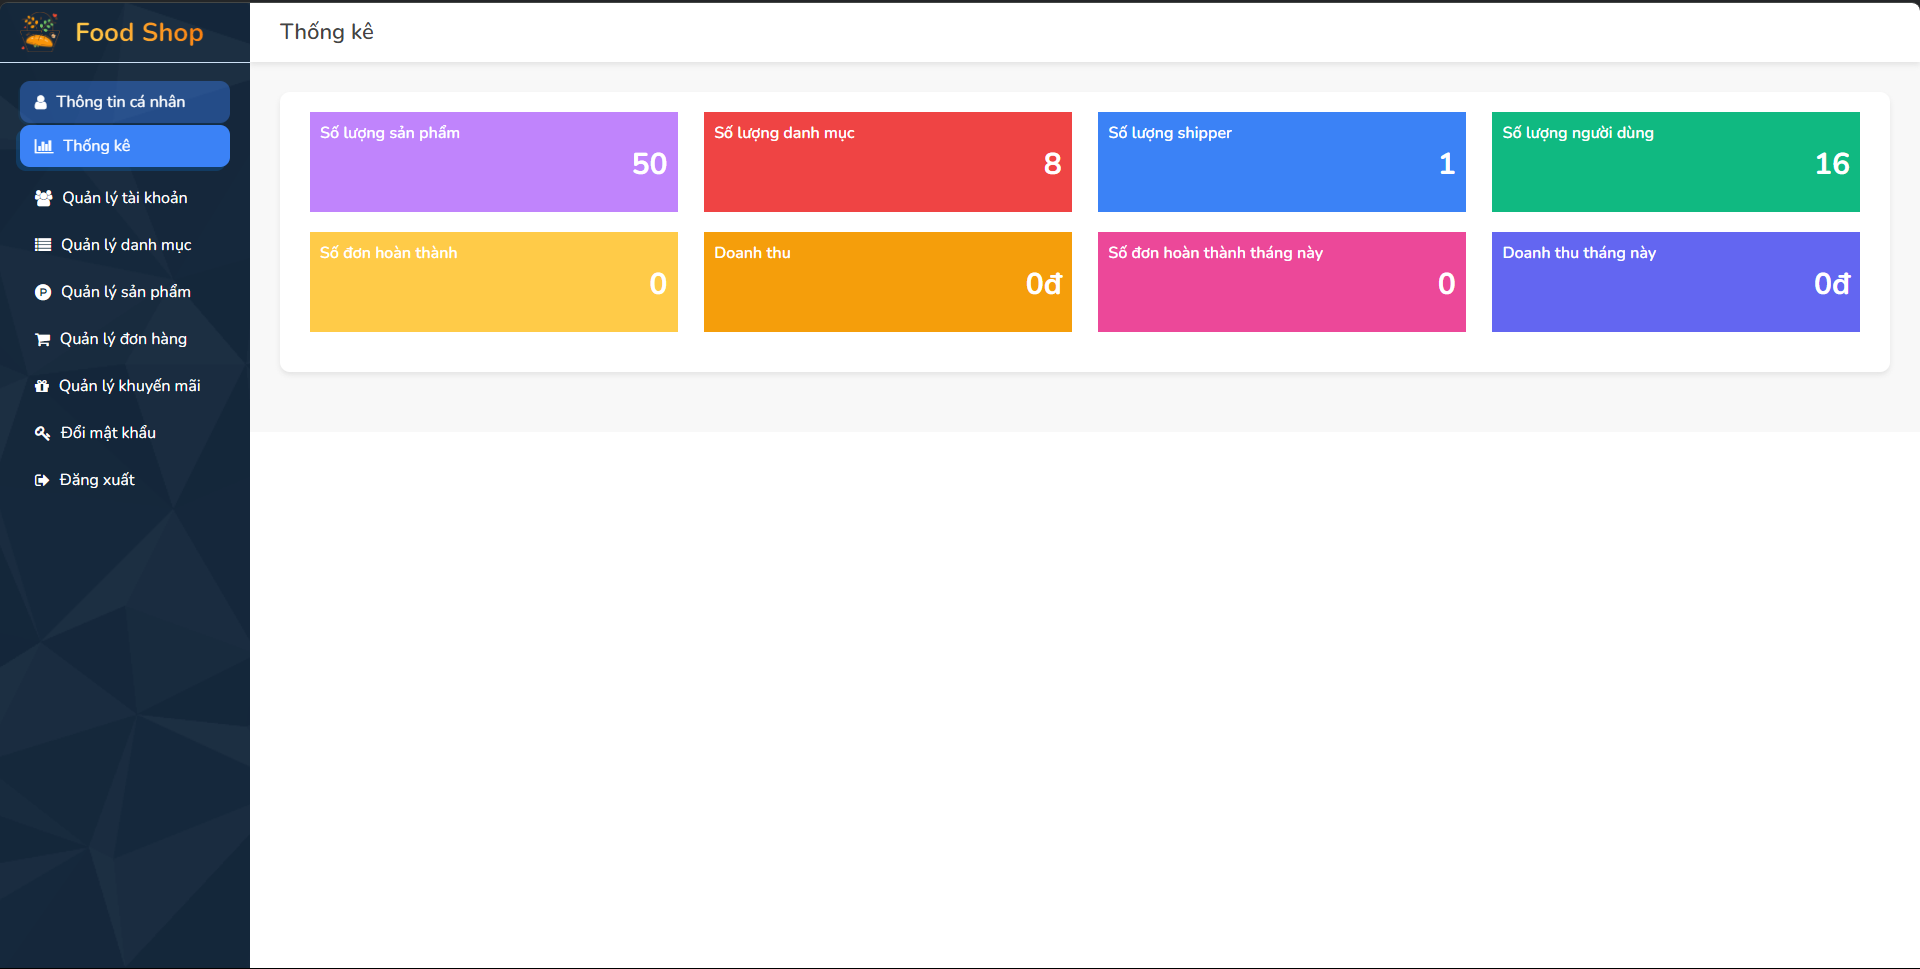 Food Shop
Thống kê
Thông tin cá nhân
Thống kê
Quản lý tài khoản
Quản lý danh mục
Quản lý sản phẩm
Quản lý đơn hàng
Quản lý khuyến mãi
Đổi mật khẩu
Đăng xuất
Số lượng sản phẩm
50
Số lượng danh mục
8
Số lượng shipper
1
Số lượng người dùng
16
Số đơn hoàn thành
0
Doanh thu
0đ
Số đơn hoàn thành tháng này
0
Doanh thu tháng này
0đ